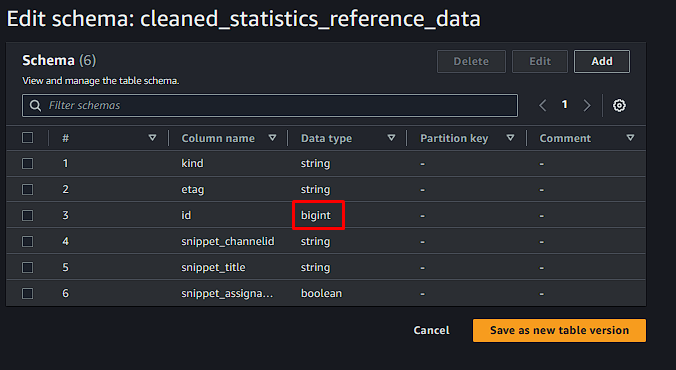 Edit schema: cleaned_statistics_reference_data
Schema (6)
Delete Edit Add
View and manage the table schema.
Filter schemas
1
# Column name Data type Partition key Comment
1 kind string - -
2 etag string - -
3 id bigint - -
4 snippet_channelid string - -
5 snippet_title string - -
6 snippet_assigna... boolean - -
Cancel Save as new table version